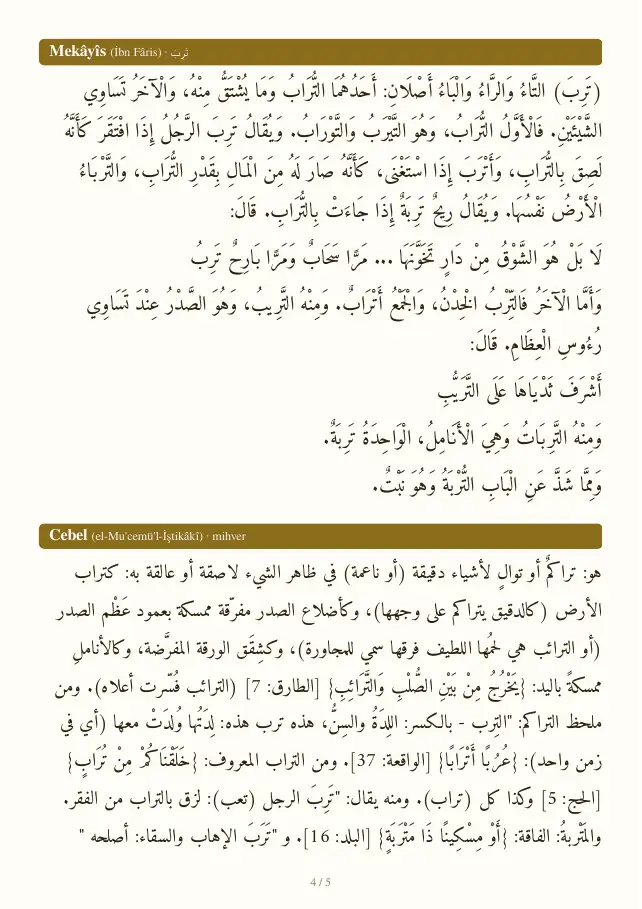 Mekâyîs (İbn Fâris) · ثرت
(تَرِبَ) التَّاءُ وَالرَّاءُ وَالْبَاءُ أَصْلَانِ: أَحَدُهُمَا التُّرَابُ وَمَا يُشْتَقُّ مِنْهُ، وَالْآخَرُ تَسَاوِي
الشَّيْئَيْنِ. فَالْأَوَّلُ التُّرَابُ، وَهُوَ التَّيْرَبُ وَالتَّوْرَابُ. وَيُقَالُ تَرِبَ الرَّجُلُ إِذَا افْتَقَرَ كَأَنَّهُ
لَصِقَ بِالتُّرَابِ، وَأَتْرَبَ إِذَا اسْتَغْنَى، كَأَنَّهُ صَارَ لَهُ مِنَ الْمَالِ بِقَدْرِ التُّرَابِ، وَالتَّرْبَاءُ
الْأَرْضُ نَفْسُهَا. وَيُقَالُ رِيحٌ تَرِبَةٌ إِذَا جَاءَتْ بِالتُّرَابِ. قَالَ:
لَا بَلْ هُوَ الشَّوْقُ مِنْ دَارٍ تَخَوَّنَهَا ... مَرًّا سَحَابٌ وَمَرًّا بَارِحٌ تَرِبُ
وَأَمَّا الْآخَرُ فَالتِّرْبُ الْخِدْنُ، وَالْجَمْعُ أَتْرَابٌ. وَمِنْهُ التَّرِيبُ، وَهُوَ الصَّدْرُ عِنْدَ تَسَاوِي
رُءُوسِ الْعِظَامِ. قَالَ:
أَشْرَفَ ثَدْيَاهَا عَلَى التَّرِيُّبِ
وَمِنْهُ التَّرِبَاتُ وَهِيَ الْأَنَامِلُ، الْوَاحِدَةُ تَرِبَةٌ.
وَمِمَّا شَذَّ عَنِ الْبَابِ التُّرْبَةُ وَهُوَ نَبْتٌ.
Cebel (el-Mu'cemü'l-İştikâkî) · mihver
هو: تراكمٌ أو توالٍ لأشياء دقيقة (أو ناعمة) في ظاهر الشيء لاصقة أو عالقة به: كتراب
الأرض (كالدقيق يتراكم على وجهها)، وكأضلاع الصدر مفرّقة ممسكة بعمود عَظْم الصدر
(أو الترائب هي لحمُها اللطيف فرقها سمي للمجاورة)، وكشِقَق الورقة المفرَّضة، وكالأناملِ
ممسكةً باليد: {يَخْرُجُ مِنْ بَيْنِ الصُّلْبِ وَالتَّرَائِبِ} [الطارق: 7] (الترائب فُسّرت أعلاه). ومن
ملحظ التراكم: "التِرب - بالكسر: اللِدَةُ والسِنُّ، هذه ترب هذه: لِدَتُها وُلدَتْ معها (أي في
زمن واحد): {عُرُبًا أَتْرَابًا} [الواقعة: 37]. ومن التراب المعروف: {خَلَقْنَاكُمْ مِنْ تُرَابٍ}
[الحج: 5] وكذا كل (تراب). ومنه يقال: "تَرِبَ الرجل (تعب): لزق بالتراب من الفقر.
والمَتْربةُ: الفاقة: {أَوْ مِسْكِينًا ذَا مَتْرَبَةٍ} [البلد: 16]. و "تَرَبَ الإهاب والسقاء: أصلحه "
4 / 5